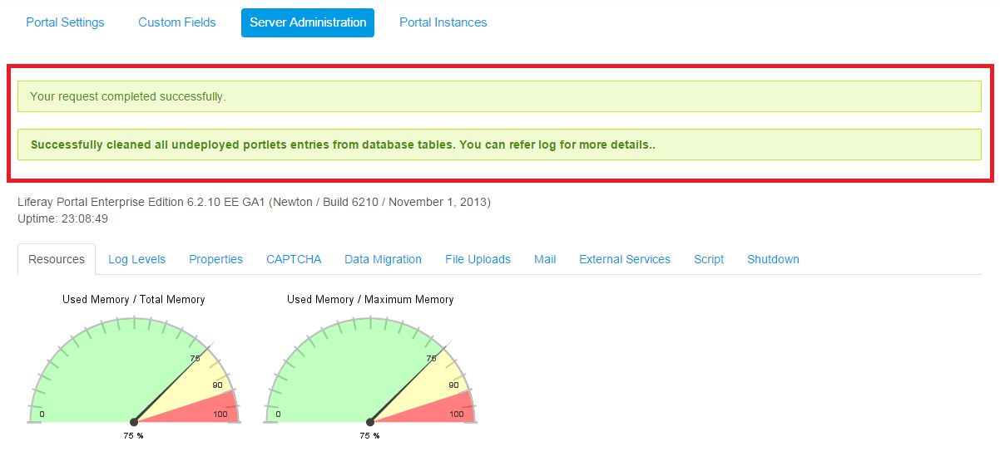 Portal Settings Custom Fields Server Administration Portal Instances
Your request completed successfully.
Successfully cleaned all undeployed portlets entries from database tables. You can refer log for more details..
Liferay Portal Enterprise Edition 6.2.10 EE GA1 (Newton / Build 6210 / November 1, 2013)
Uptime: 23:08:49
Resources Log Levels Properties CAPTCHA Data Migration File Uploads Mail External Services Script Shutdown
Used Memory / Total Memory Used Memory / Maximum Memory
75 75
90 90
0 100 0 100
75 % 75 %